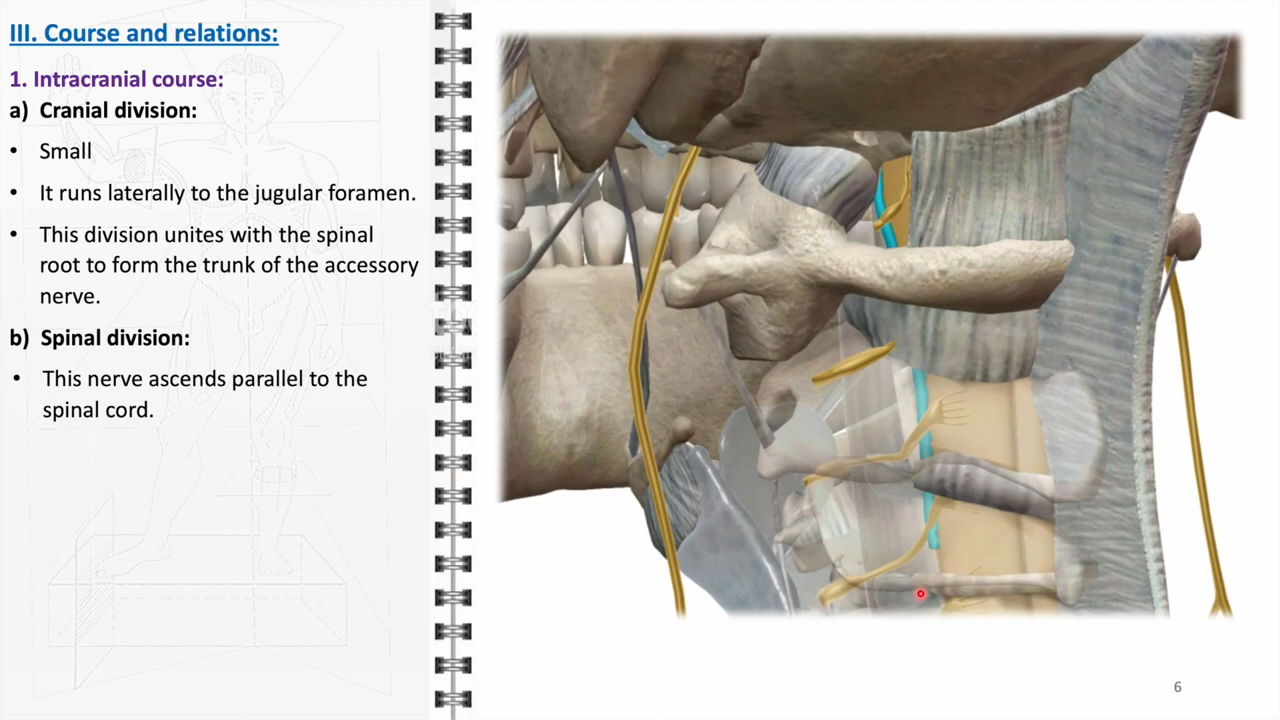 III. Course and relations:
1. Intracranial course:
a) Cranial division:
• Small
• It runs laterally to the jugular foramen.
• This division unites with the spinal
root to form the trunk of the accessory
nerve.
b) Spinal division:
• This nerve ascends parallel to the
spinal cord.
6